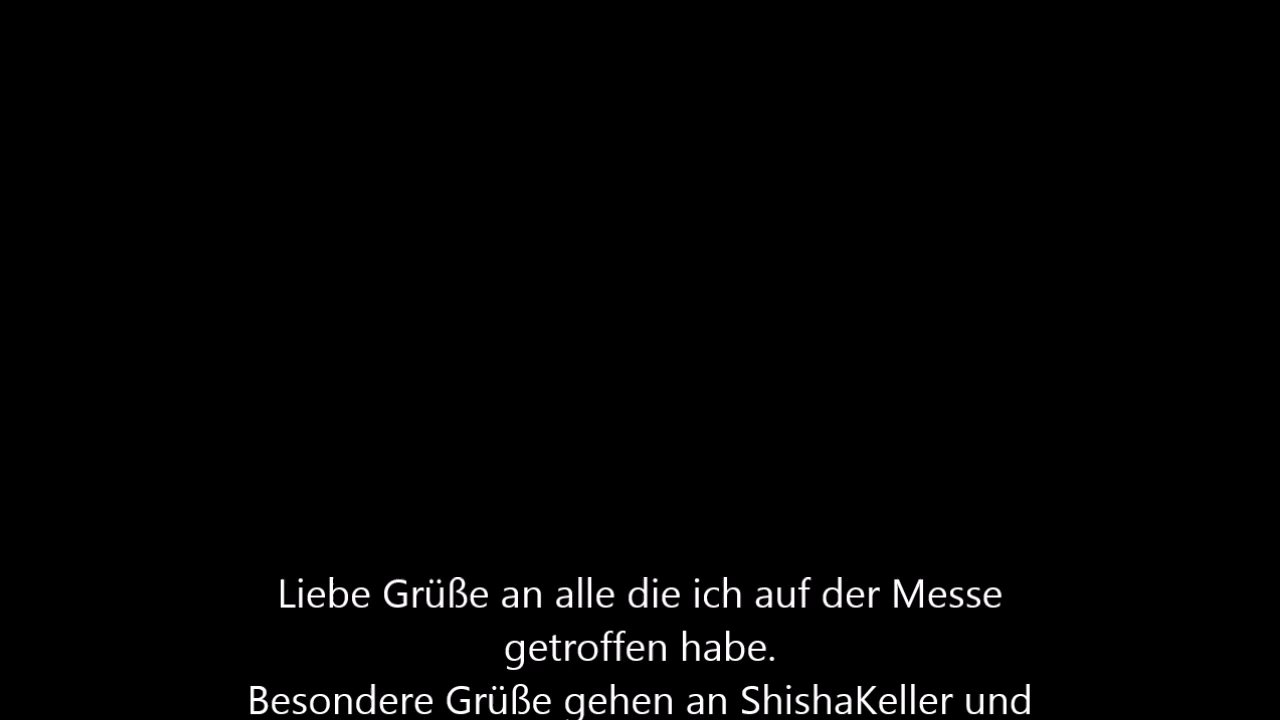 Liebe Grüße an alle die ich auf der Messe
getroffen habe.
Besondere Grüße gehen an ShishaKeller und